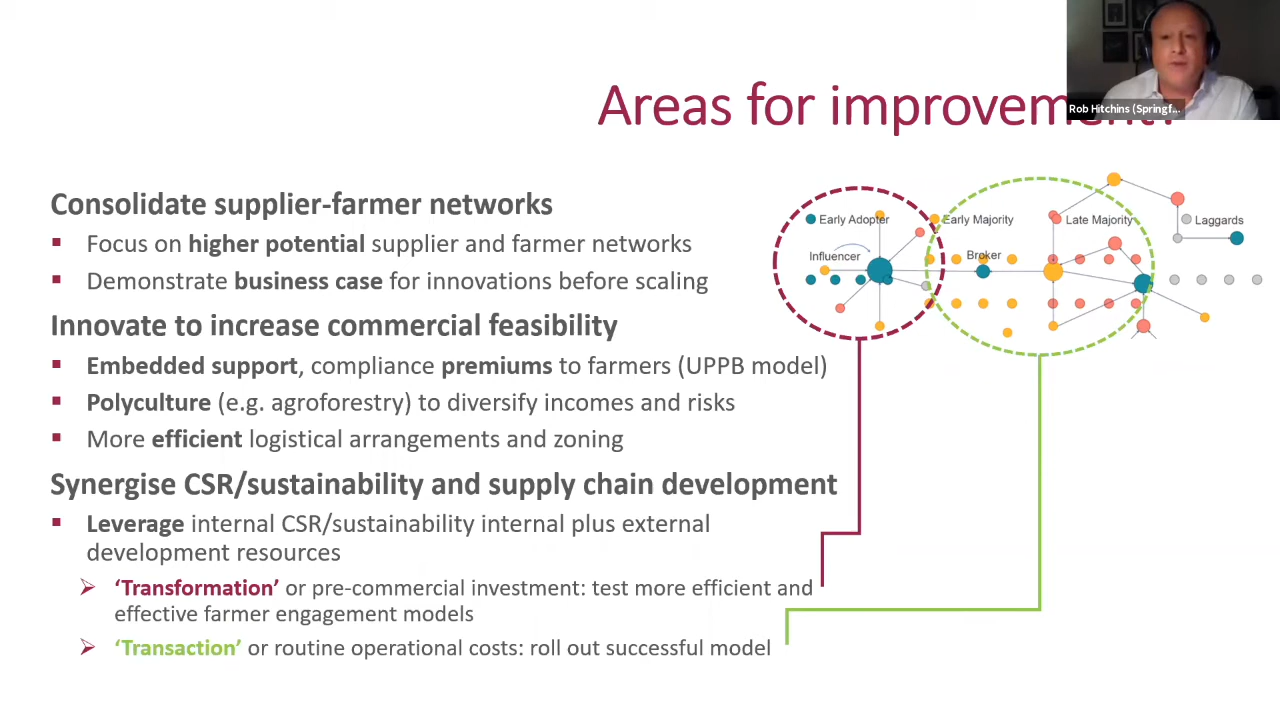 Areas for improvement?
Rob Hitchins (Springf...
Consolidate supplier-farmer networks
Focus on higher potential supplier and farmer networks
Demonstrate business case for innovations before scaling
Innovate to increase commercial feasibility
Embedded support, compliance premiums to farmers (UPPB model)
Polyculture (e.g. agroforestry) to diversify incomes and risks
More efficient logistical arrangements and zoning
Synergise CSR/sustainability and supply chain development
Leverage internal CSR/sustainability internal plus external
development resources
‘Transformation’ or pre-commercial investment: test more efficient and
effective farmer engagement models
‘Transaction’ or routine operational costs: roll out successful model
Early Adopter
Early Majority
Late Majority
Laggards
Influencer
Broker